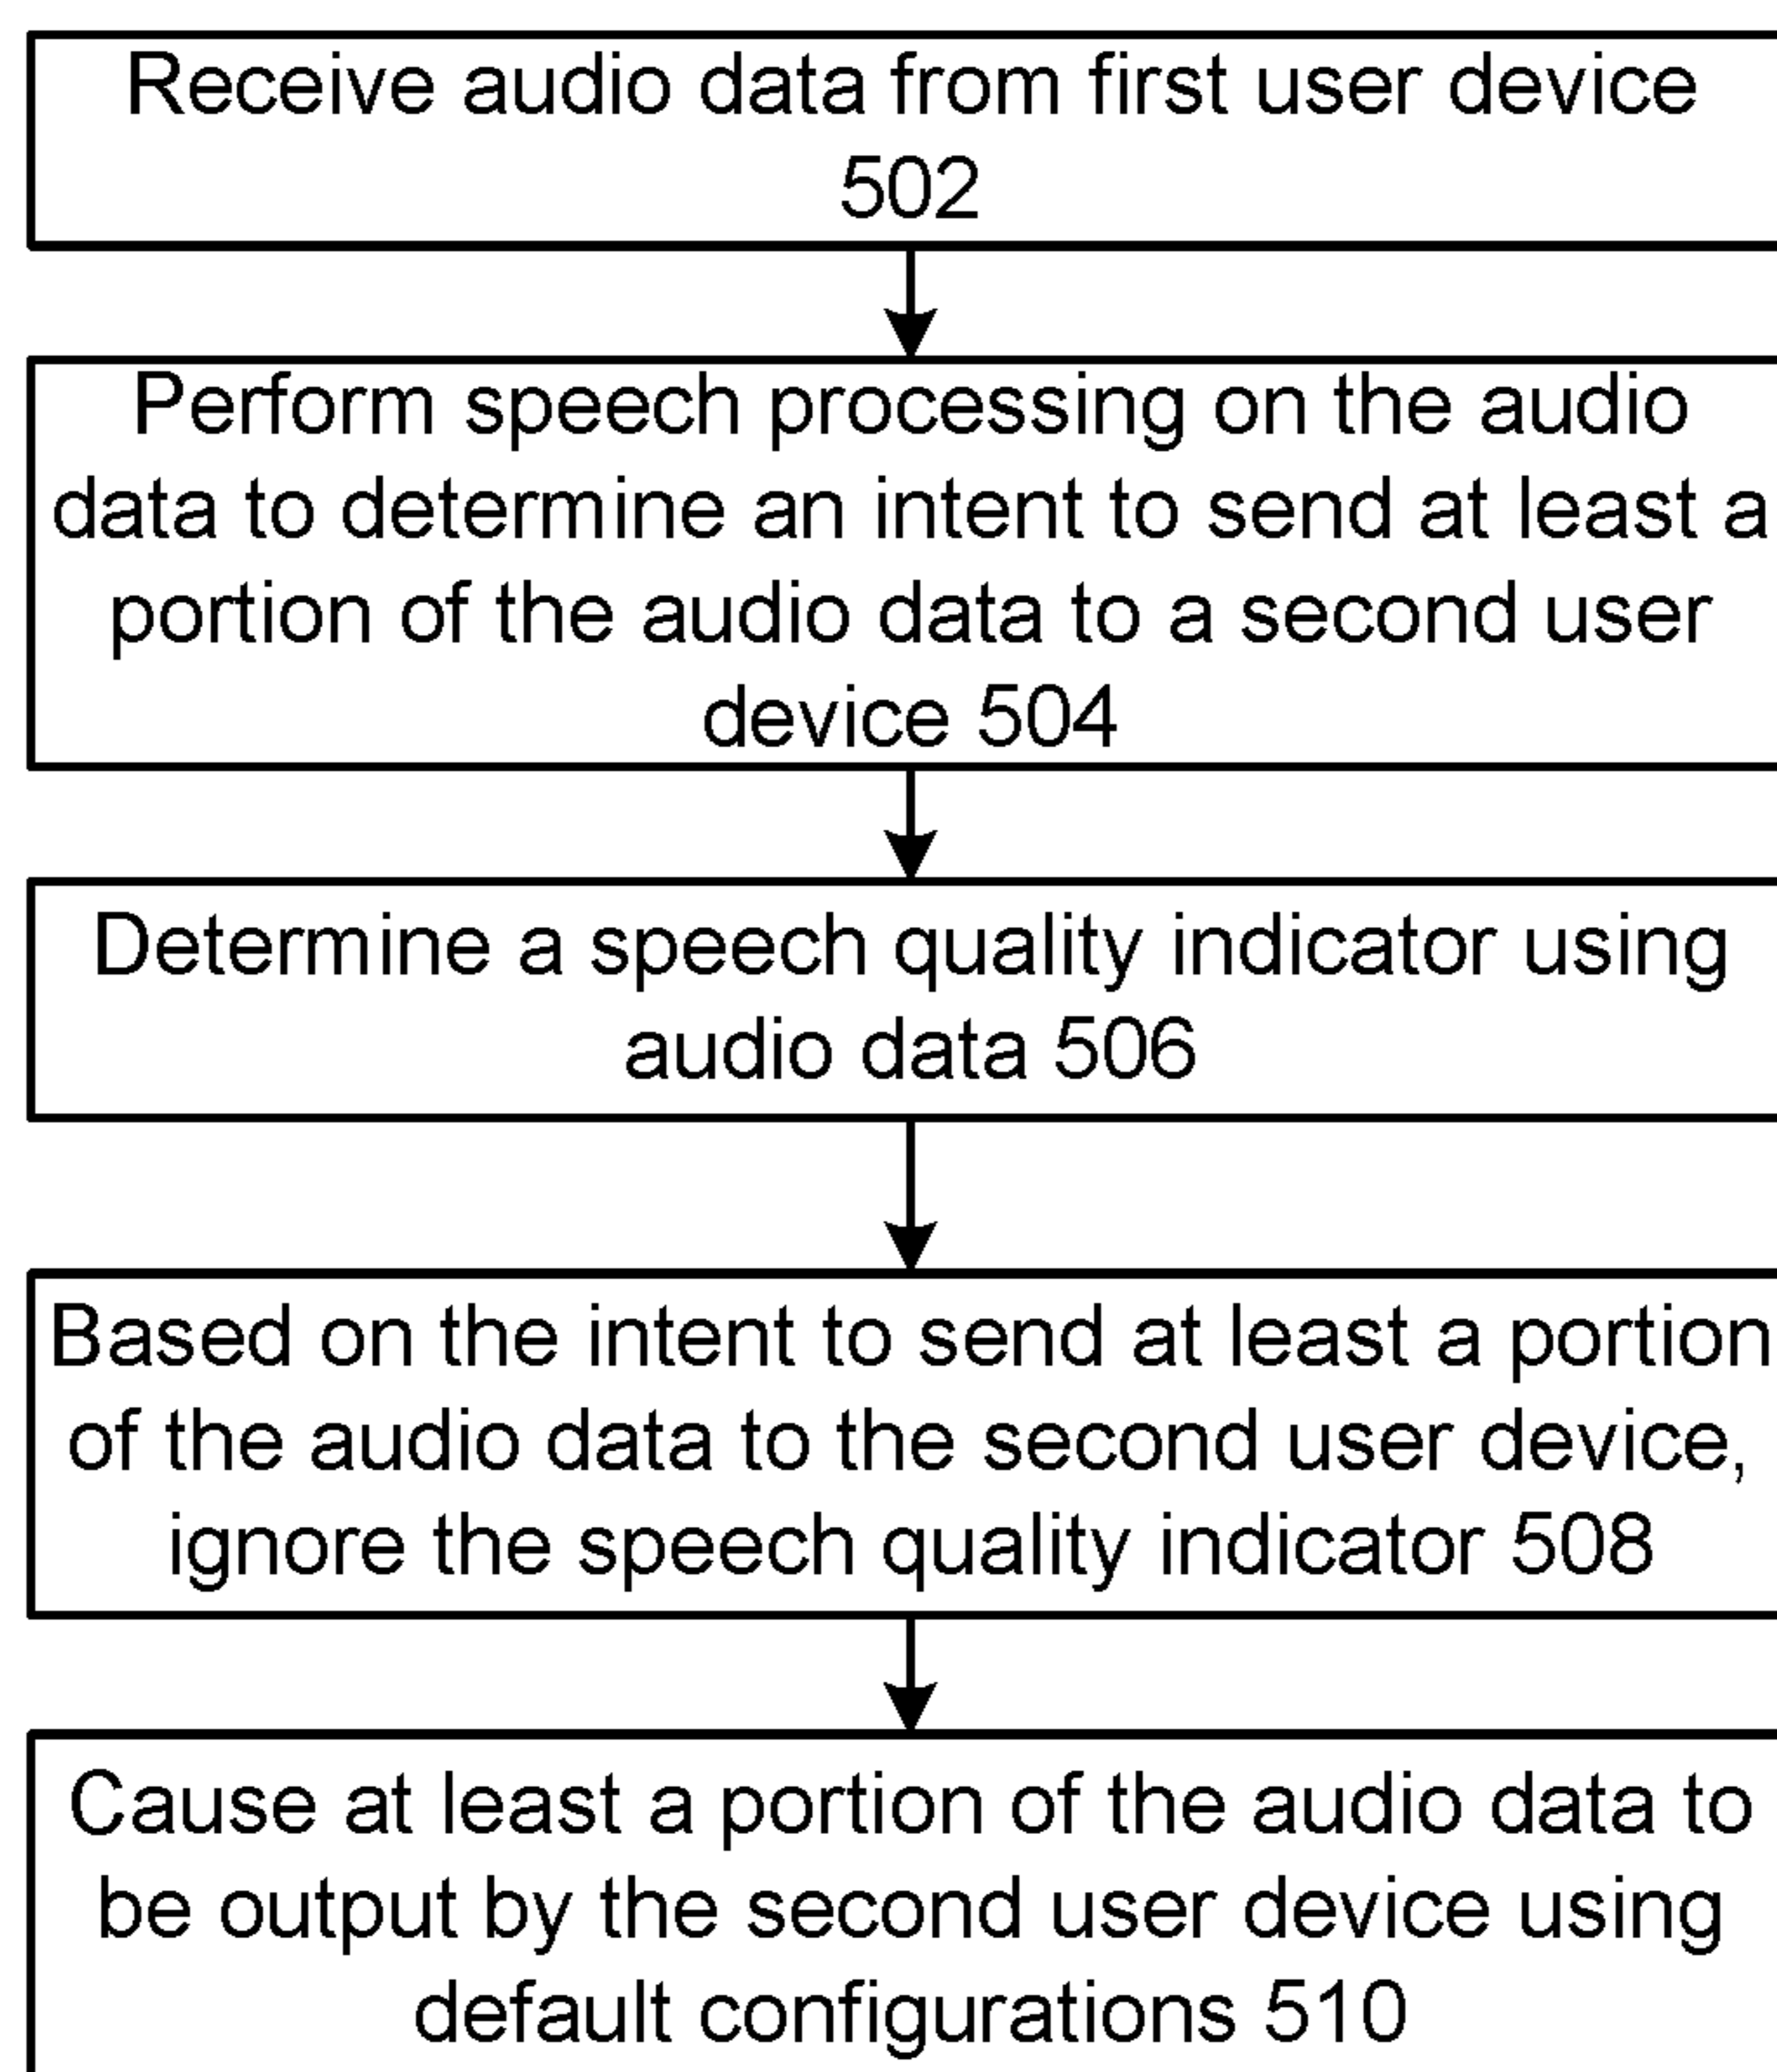 Receive audio data from first user device
502
Perform speech processing on the audio
data to determine an intent to send at least a
portion of the audio data to a second user
device 504
Determine a speech quality indicator using
audio data 506
Based on the intent to send at least a portion
of the audio data to the second user device,
ignore the speech quality indicator 508
Cause at least a portion of the audio data to
be output by the second user device using
default configurations 510